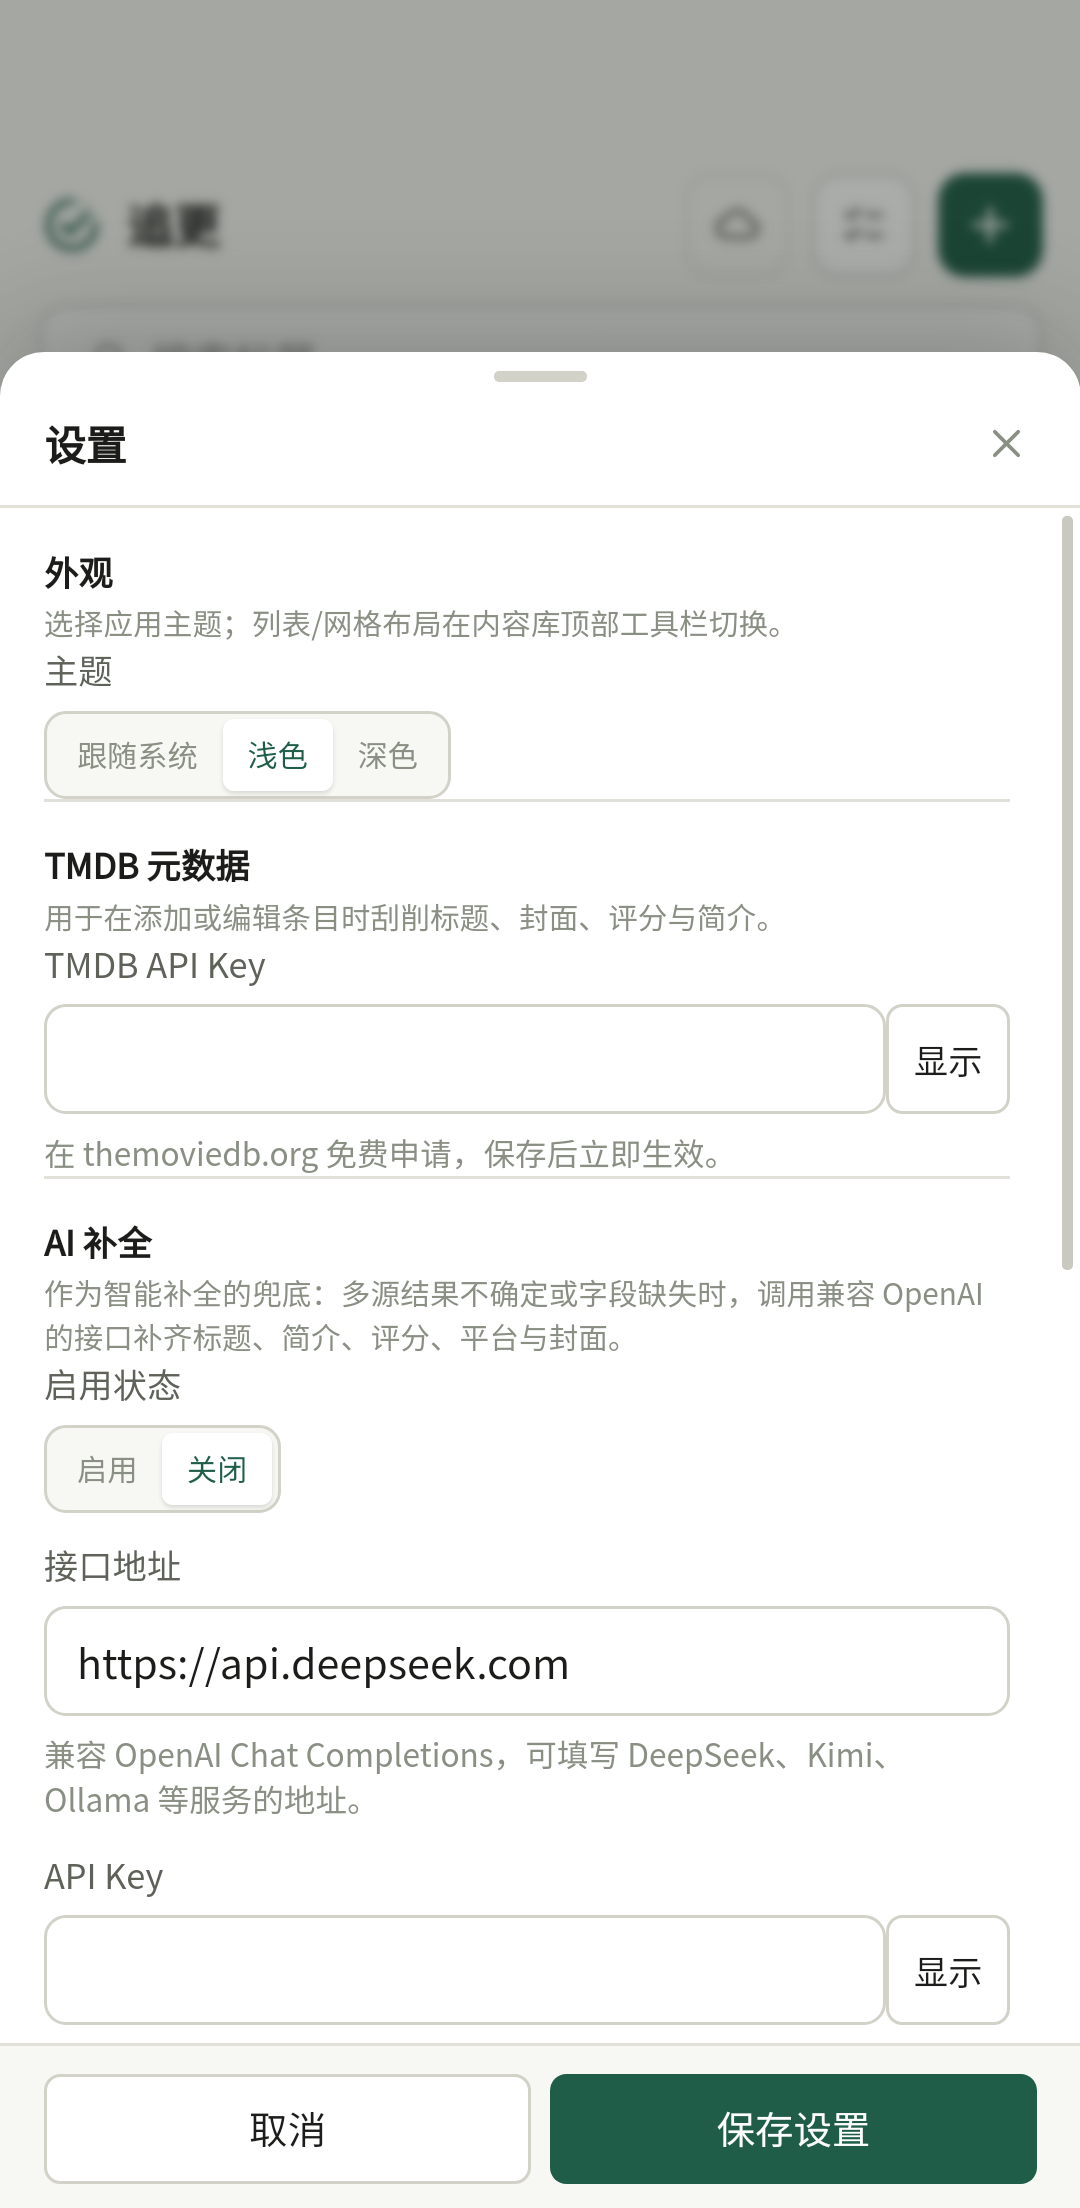 追更
设置
外观
选择应用主题；列表/网格布局在内容库顶部工具栏切换。
主题
跟随系统 浅色 深色
TMDB 元数据
用于在添加或编辑条目时刮削标题、封面、评分与简介。
TMDB API Key
显示
在 themoviedb.org 免费申请，保存后立即生效。
AI 补全
作为智能补全的兜底：多源结果不确定或字段缺失时，调用兼容 OpenAI
的接口补齐标题、简介、评分、平台与封面。
启用状态
启用 关闭
接口地址
https://api.deepseek.com
兼容 OpenAI Chat Completions，可填写 DeepSeek、Kimi、
Ollama 等服务的地址。
API Key
显示
取消 保存设置